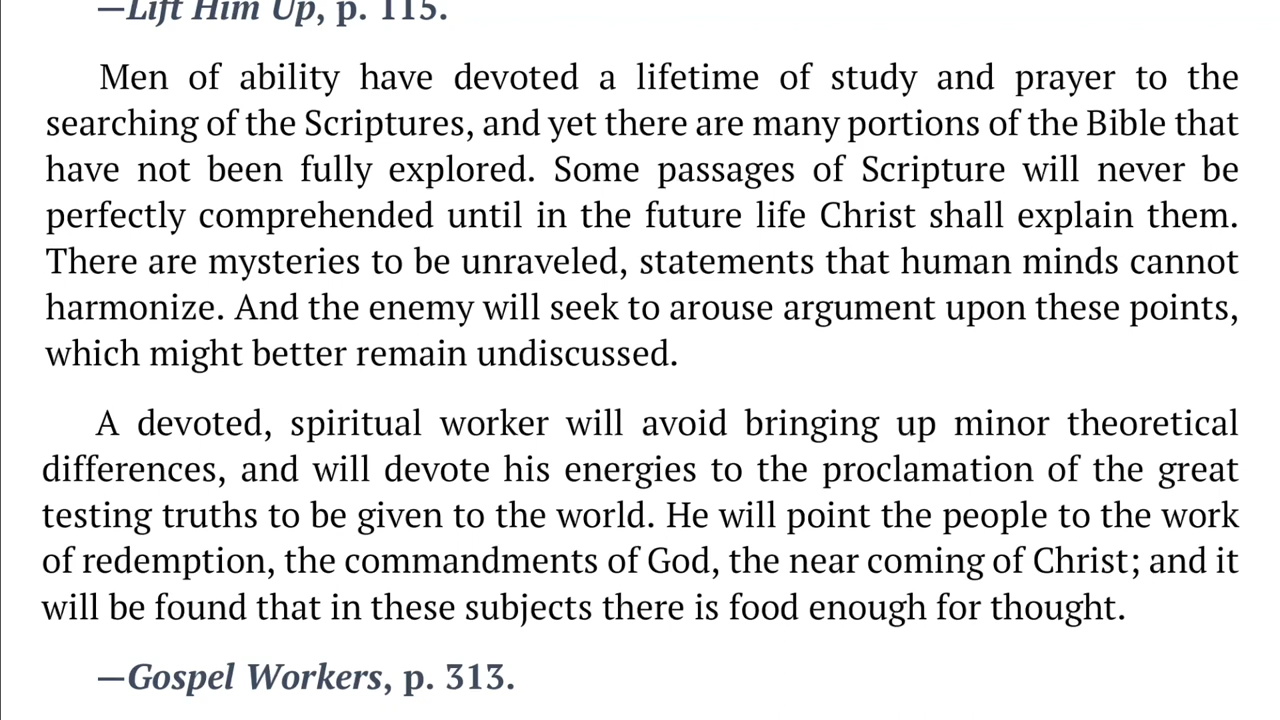 —Lift Him Up, p. 115.
Men of ability have devoted a lifetime of study and prayer to the
searching of the Scriptures, and yet there are many portions of the Bible that
have not been fully explored. Some passages of Scripture will never be
perfectly comprehended until in the future life Christ shall explain them.
There are mysteries to be unraveled, statements that human minds cannot
harmonize. And the enemy will seek to arouse argument upon these points,
which might better remain undiscussed.
A devoted, spiritual worker will avoid bringing up minor theoretical
differences, and will devote his energies to the proclamation of the great
testing truths to be given to the world. He will point the people to the work
of redemption, the commandments of God, the near coming of Christ; and it
will be found that in these subjects there is food enough for thought.
—Gospel Workers, p. 313.